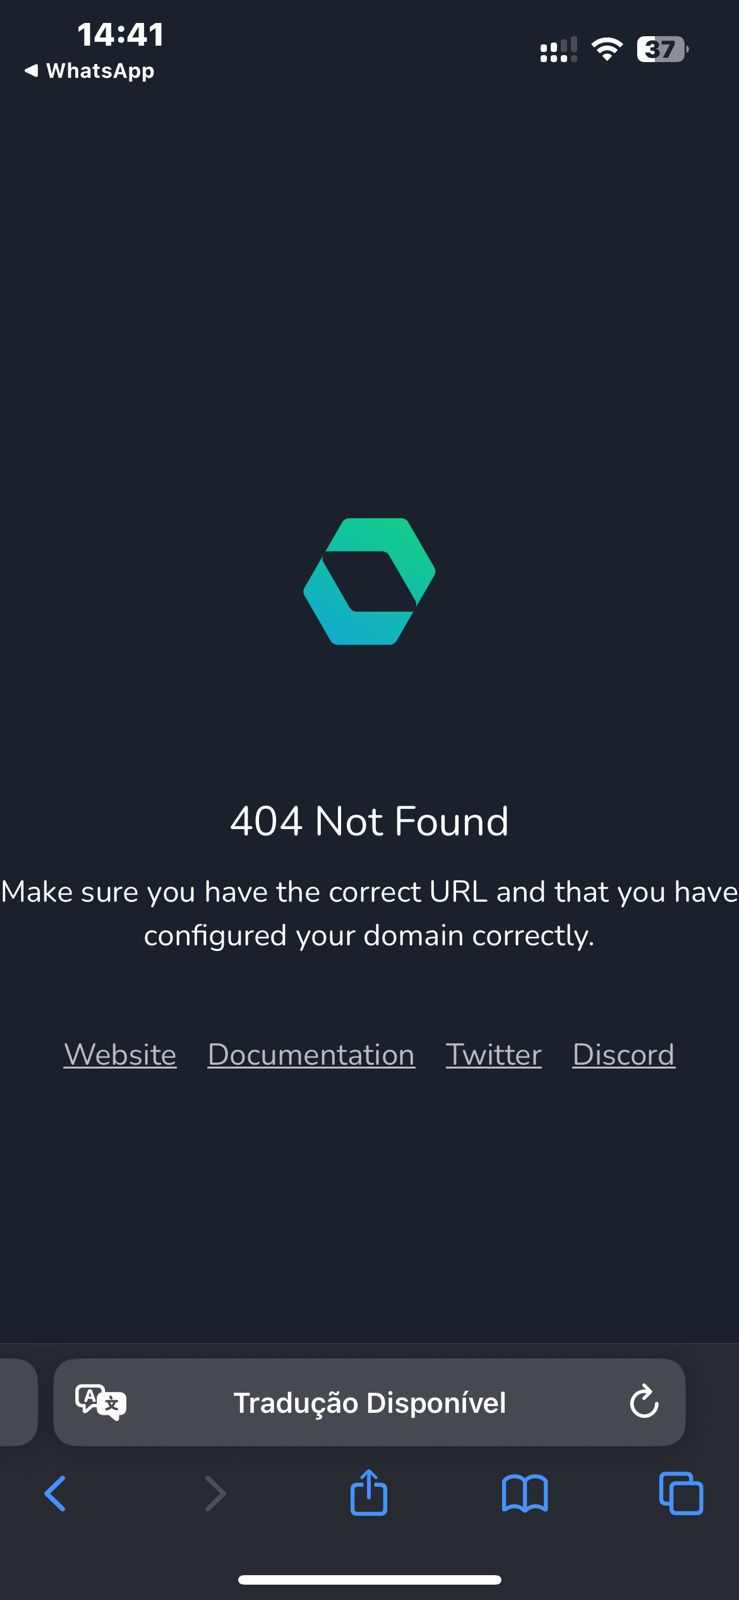 14:41
◀ WhatsApp
37
404 Not Found
Make sure you have the correct URL and that you have
configured your domain correctly.
Website Documentation Twitter Discord
A 文
Tradução Disponível